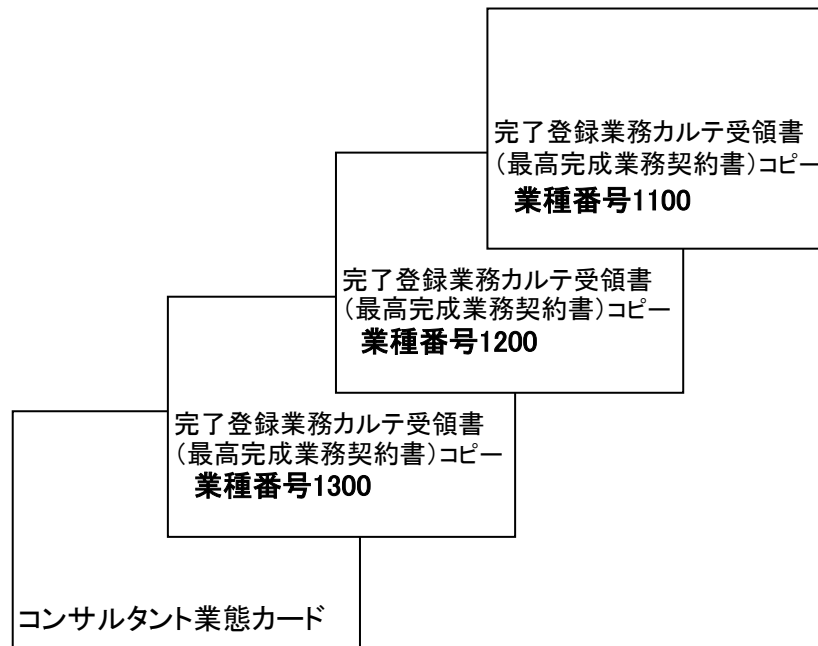 完了登録業務カルテ受領書
(最高完成業務契約書)コピー
業種番号1100
完了登録業務カルテ受領書
(最高完成業務契約書)コピー
業種番号1200
完了登録業務カルテ受領書
(最高完成業務契約書)コピー
業種番号1300
コンサルタント業態カード